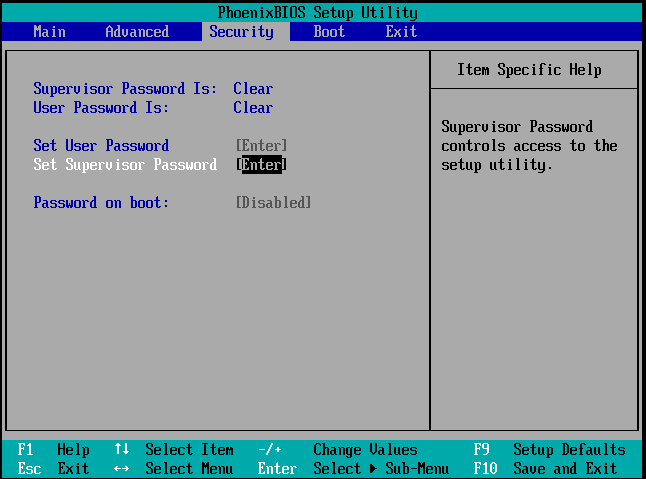 PhoenixBIOS Setup Utility
Main Advanced Security Boot Exit
Item Specific Help
Supervisor Password Is: Clear
User Password Is: Clear
Supervisor Password
controls access to the
setup utility.
Set User Password [Enter]
Set Supervisor Password [Enter]
Password on boot: [Disabled]
F1 Help ↑↓ Select Item -/+ Change Values F9 Setup Defaults
Esc Exit ↔ Select Menu Enter Select ▶ Sub-Menu F10 Save and Exit